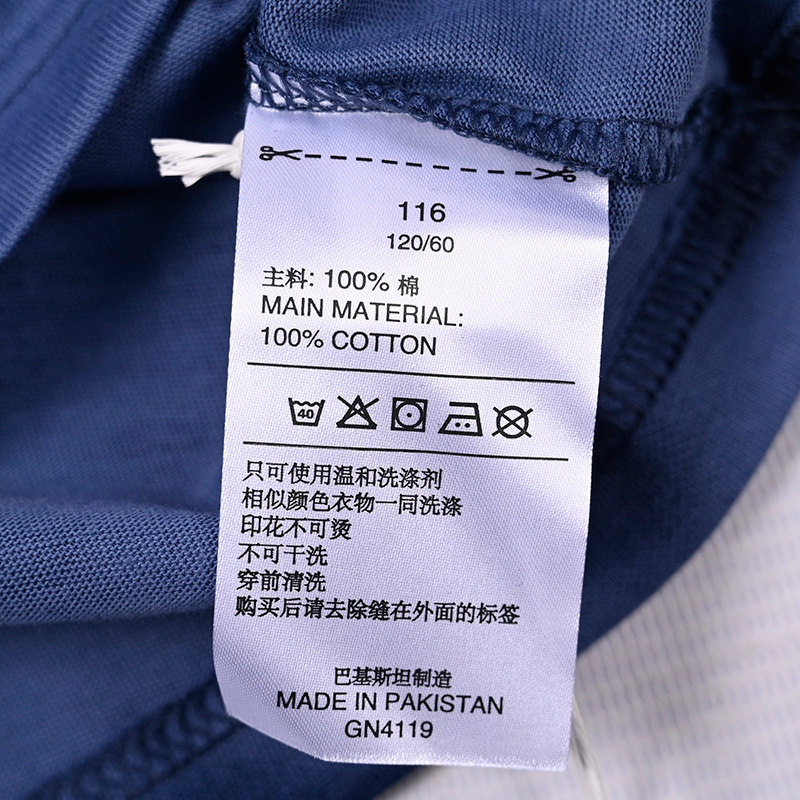 116
120/60
主料: 100% 棉
MAIN MATERIAL:
100% COTTON
40
只可使用温和洗涤剂
相似颜色衣物一同洗涤
印花不可烫
不可干洗
穿前清洗
购买后请去除缝在外面的标签
巴基斯坦制造
MADE IN PAKISTAN
GN4119